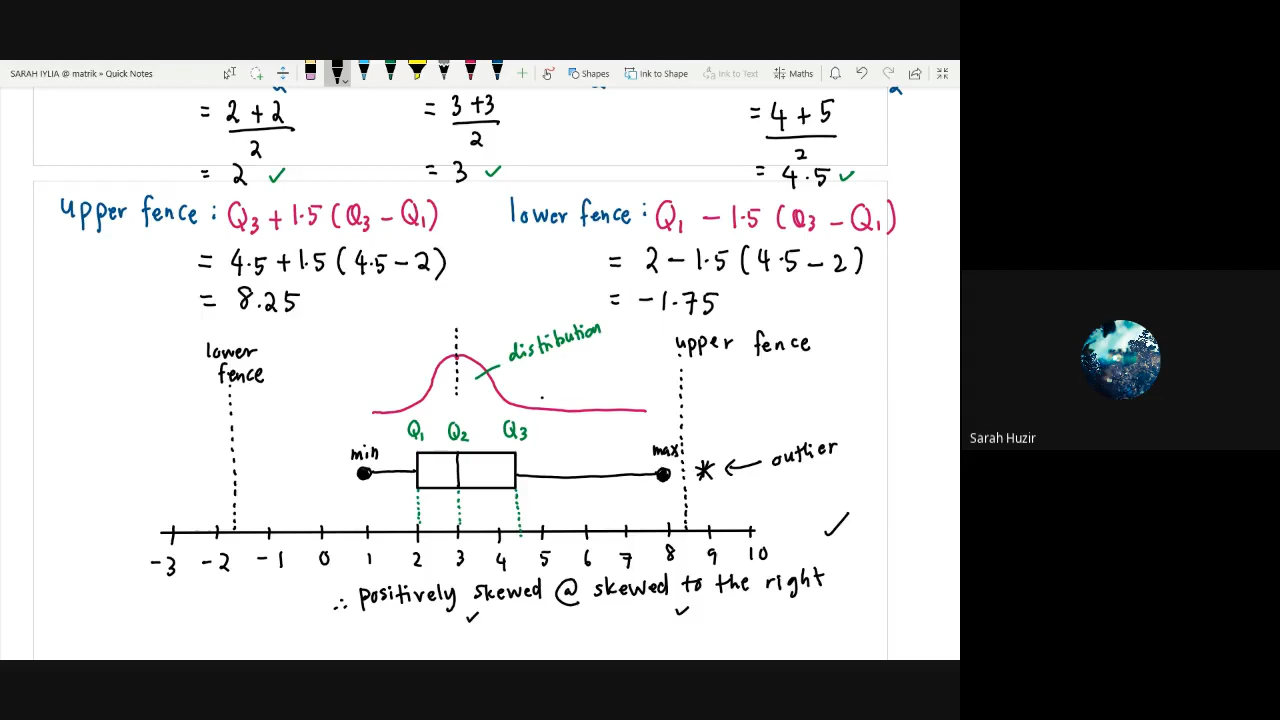 SARAH IYLIA @ matrik » Quick Notes
Shapes Ink to Shape Ink to Text Maths
= 2 + 2 / 2 = 3 + 3 / 2 = 4 + 5 / 2
= 2 ✓ = 3 ✓ = 4.5 ✓
upper fence : Q3 + 1.5 (Q3 − Q1)
= 4.5 + 1.5 (4.5 − 2)
= 8.25
lower fence : Q1 − 1.5 (Q3 − Q1)
= 2 − 1.5 (4.5 − 2)
= −1.75
lower
fence
distribution
upper fence
Q1 Q2 Q3
min
max
* ← outlier
−3 −2 −1 0 1 2 3 4 5 6 7 8 9 10
∴ positively skewed @ skewed to the right
Sarah Huzir